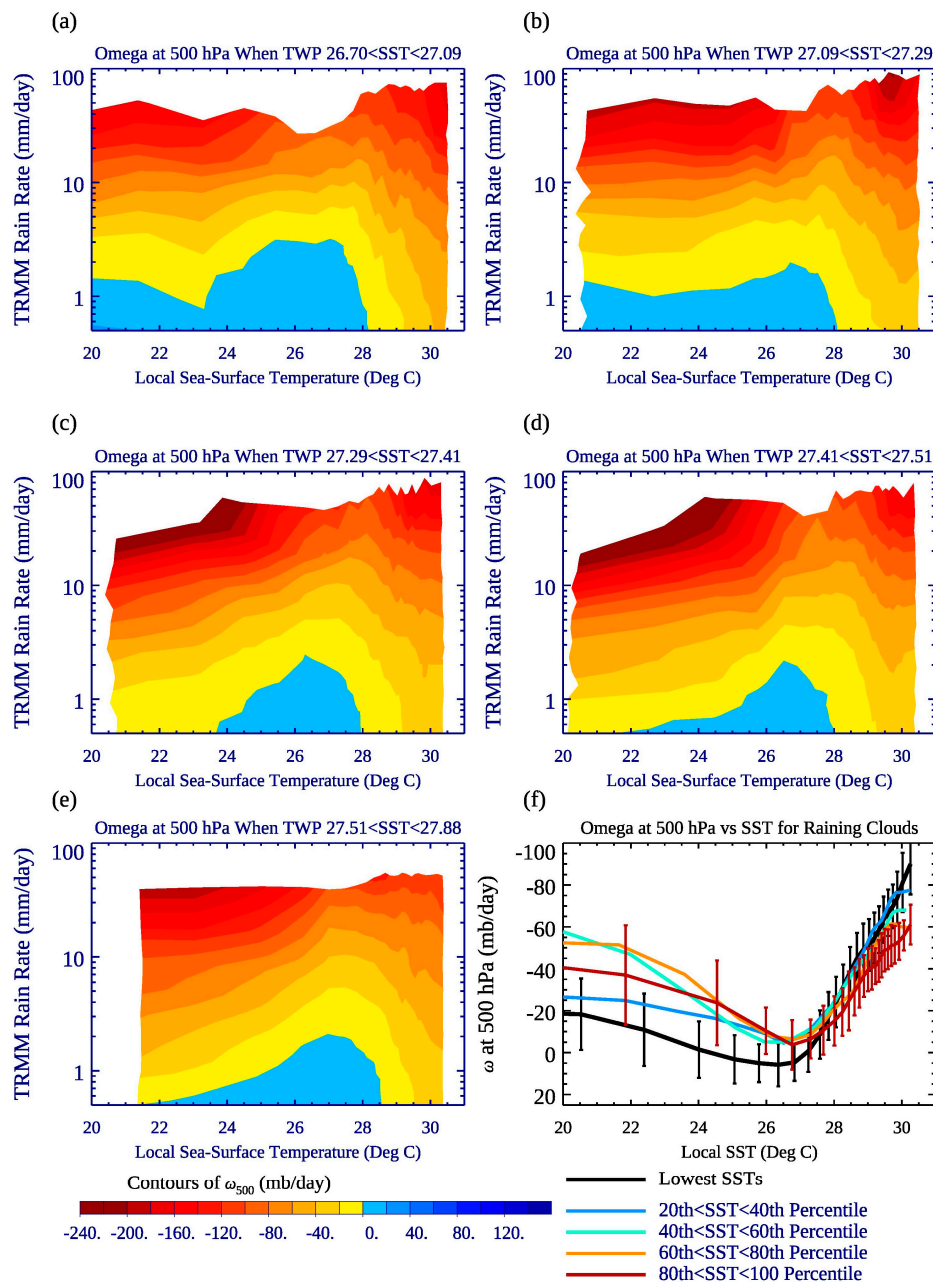 (a)
Omega at 500 hPa When TWP 26.70<SST<27.09
TRMM Rain Rate (mm/day)
100
10
1
20 22 24 26 28 30
Local Sea-Surface Temperature (Deg C)
(b)
Omega at 500 hPa When TWP 27.09<SST<27.29
TRMM Rain Rate (mm/day)
100
10
1
20 22 24 26 28 30
Local Sea-Surface Temperature (Deg C)
(c)
Omega at 500 hPa When TWP 27.29<SST<27.41
TRMM Rain Rate (mm/day)
100
10
1
20 22 24 26 28 30
Local Sea-Surface Temperature (Deg C)
(d)
Omega at 500 hPa When TWP 27.41<SST<27.51
TRMM Rain Rate (mm/day)
100
10
1
20 22 24 26 28 30
Local Sea-Surface Temperature (Deg C)
(e)
Omega at 500 hPa When TWP 27.51<SST<27.88
TRMM Rain Rate (mm/day)
100
10
1
20 22 24 26 28 30
Local Sea-Surface Temperature (Deg C)
(f)
Omega at 500 hPa vs SST for Raining Clouds
ω at 500 hPa (mb/day)
-100
-80
-60
-40
-20
0
20
20 22 24 26 28 30
Local SST (Deg C)
Contours of ω500 (mb/day)
-240. -200. -160. -120. -80. -40. 0. 40. 80. 120.
Lowest SSTs
20th<SST<40th Percentile
40th<SST<60th Percentile
60th<SST<80th Percentile
80th<SST<100 Percentile